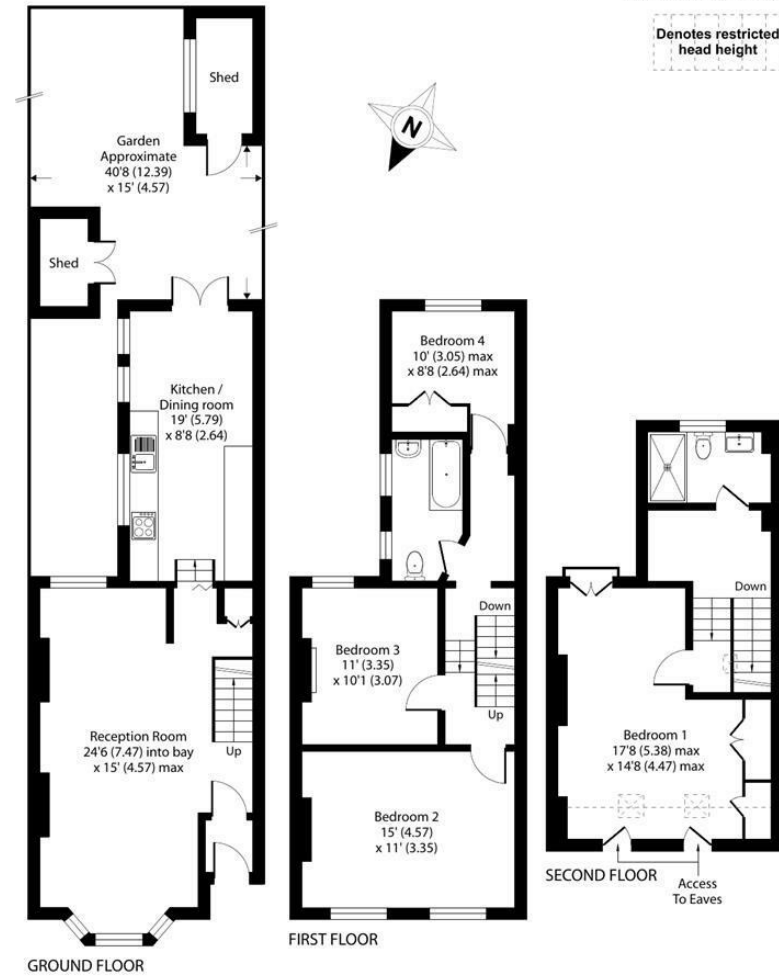 Denotes restricted
head height
Shed
Garden
Approximate
40'8 (12.39)
x 15' (4.57)
N
Shed
Kitchen /
Dining room
19' (5.79)
x 8'8 (2.64)
Reception Room
24'6 (7.47) into bay
x 15' (4.57) max
Up
GROUND FLOOR
Bedroom 4
10' (3.05) max
x 8'8 (2.64) max
Down
Bedroom 3
11' (3.35)
x 10'1 (3.07)
Up
Bedroom 2
15' (4.57)
x 11' (3.35)
FIRST FLOOR
Down
Bedroom 1
17'8 (5.38) max
x 14'8 (4.47) max
SECOND FLOOR
Access
To Eaves